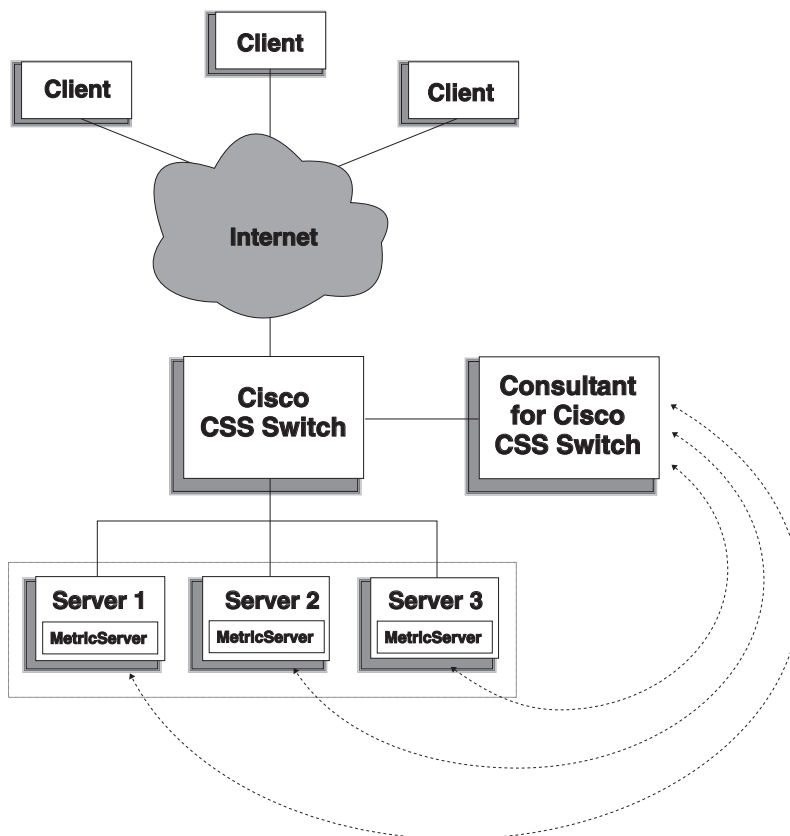 Client
Client
Client
Internet
Cisco
CSS Switch
Consultant
for Cisco
CSS Switch
Server 1
MetricServer
Server 2
MetricServer
Server 3
MetricServer